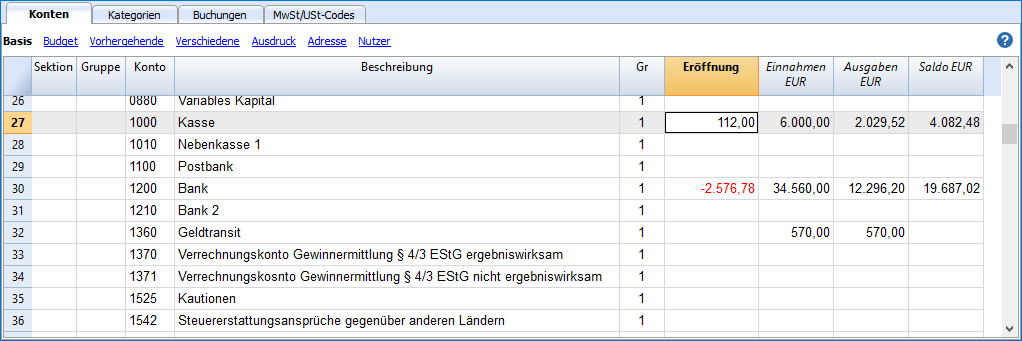 Konten Kategorien Buchungen MwSt/USt-Codes
Basis Budget Vorhergehende Verschiedene Ausdruck Adresse Nutzer ?
Sektion Gruppe Konto Beschreibung Gr Eröffnung Einnahmen EUR Ausgaben EUR Saldo EUR
26 0880 Variables Kapital 1
27 1000 Kasse 1 112,00 6.000,00 2.029,52 4.082,48
28 1010 Nebenkasse 1 1
29 1100 Postbank 1
30 1200 Bank 1 -2.576,78 34.560,00 12.296,20 19.687,02
31 1210 Bank 2 1
32 1360 Geldtransit 1 570,00 570,00
33 1370 Verrechnungskonto Gewinnermittlung § 4/3 EStG ergebniswirksam 1
34 1371 Verrechnungskosnto Gewinnermittlung § 4/3 EStG nicht ergebniswirksam 1
35 1525 Kautionen 1
36 1542 Steuererstattungsansprüche gegenüber anderen Ländern 1